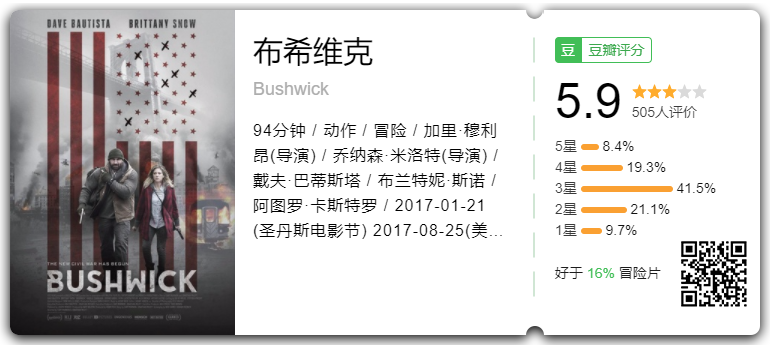 DAVE BAUTISTA BRITTANY SNOW
THE NEW CIVIL WAR HAS BEGUN
BUSHWICK
布希维克
Bushwick
94分钟 / 动作 / 冒险 / 加里·穆利
昂(导演) / 乔纳森·米洛特(导演) /
戴夫·巴蒂斯塔 / 布兰特妮·斯诺 /
阿图罗·卡斯特罗 / 2017-01-21
(圣丹斯电影节) 2017-08-25(美...
豆 豆瓣评分
5.9
505人评价
5星 8.4%
4星 19.3%
3星 41.5%
2星 21.1%
1星 9.7%
好于 16% 冒险片